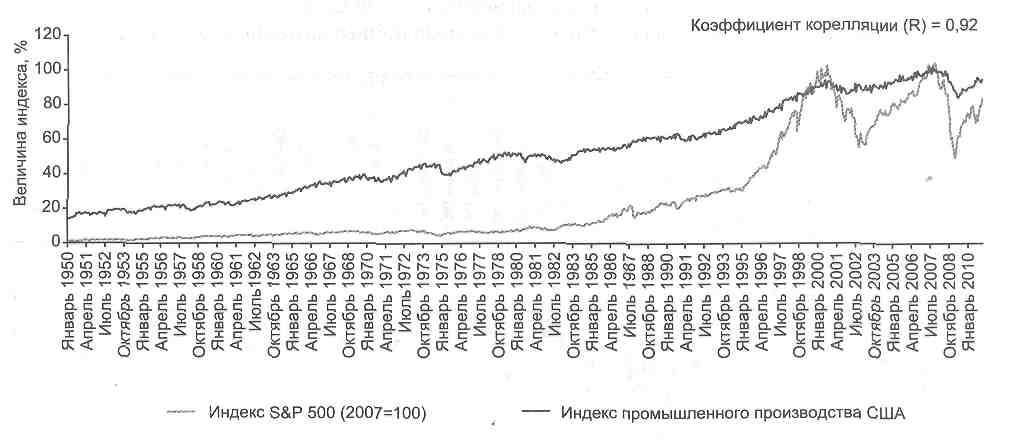 Коэффициент корелляции (R) = 0,92
Величина индекса, %
120
100
80
60
40
20
0
Январь 1950
Апрель 1951
Июль 1952
Октябрь 1953
Январь 1955
Апрель 1956
Июль 1957
Октябрь 1958
Январь 1960
Апрель 1961
Июль 1962
Октябрь 1963
Январь 1965
Апрель 1966
Июль 1967
Октябрь 1968
Январь 1970
Апрель 1971
Июль 1972
Октябрь 1973
Январь 1975
Апрель 1976
Июль 1977
Октябрь 1978
Январь 1980
Апрель 1981
Июль 1982
Октябрь 1983
Январь 1985
Апрель 1986
Июль 1987
Октябрь 1988
Январь 1990
Апрель 1991
Июль 1992
Октябрь 1993
Январь 1995
Апрель 1996
Июль 1997
Октябрь 1998
Январь 2000
Апрель 2001
Июль 2002
Октябрь 2003
Январь 2005
Апрель 2006
Июль 2007
Октябрь 2008
Январь 2010
Индекс S&P 500 (2007=100)
Индекс промышленного производства США